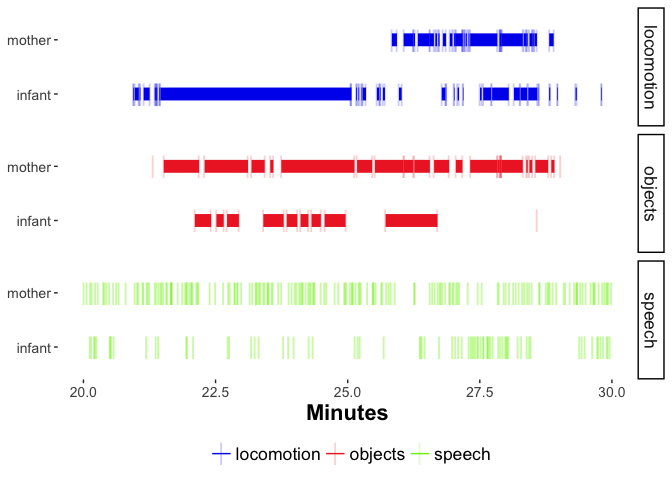 mother
infant
locomotion
mother
infant
objects
mother
infant
speech
20.0 22.5 25.0 27.5 30.0
Minutes
locomotion objects speech